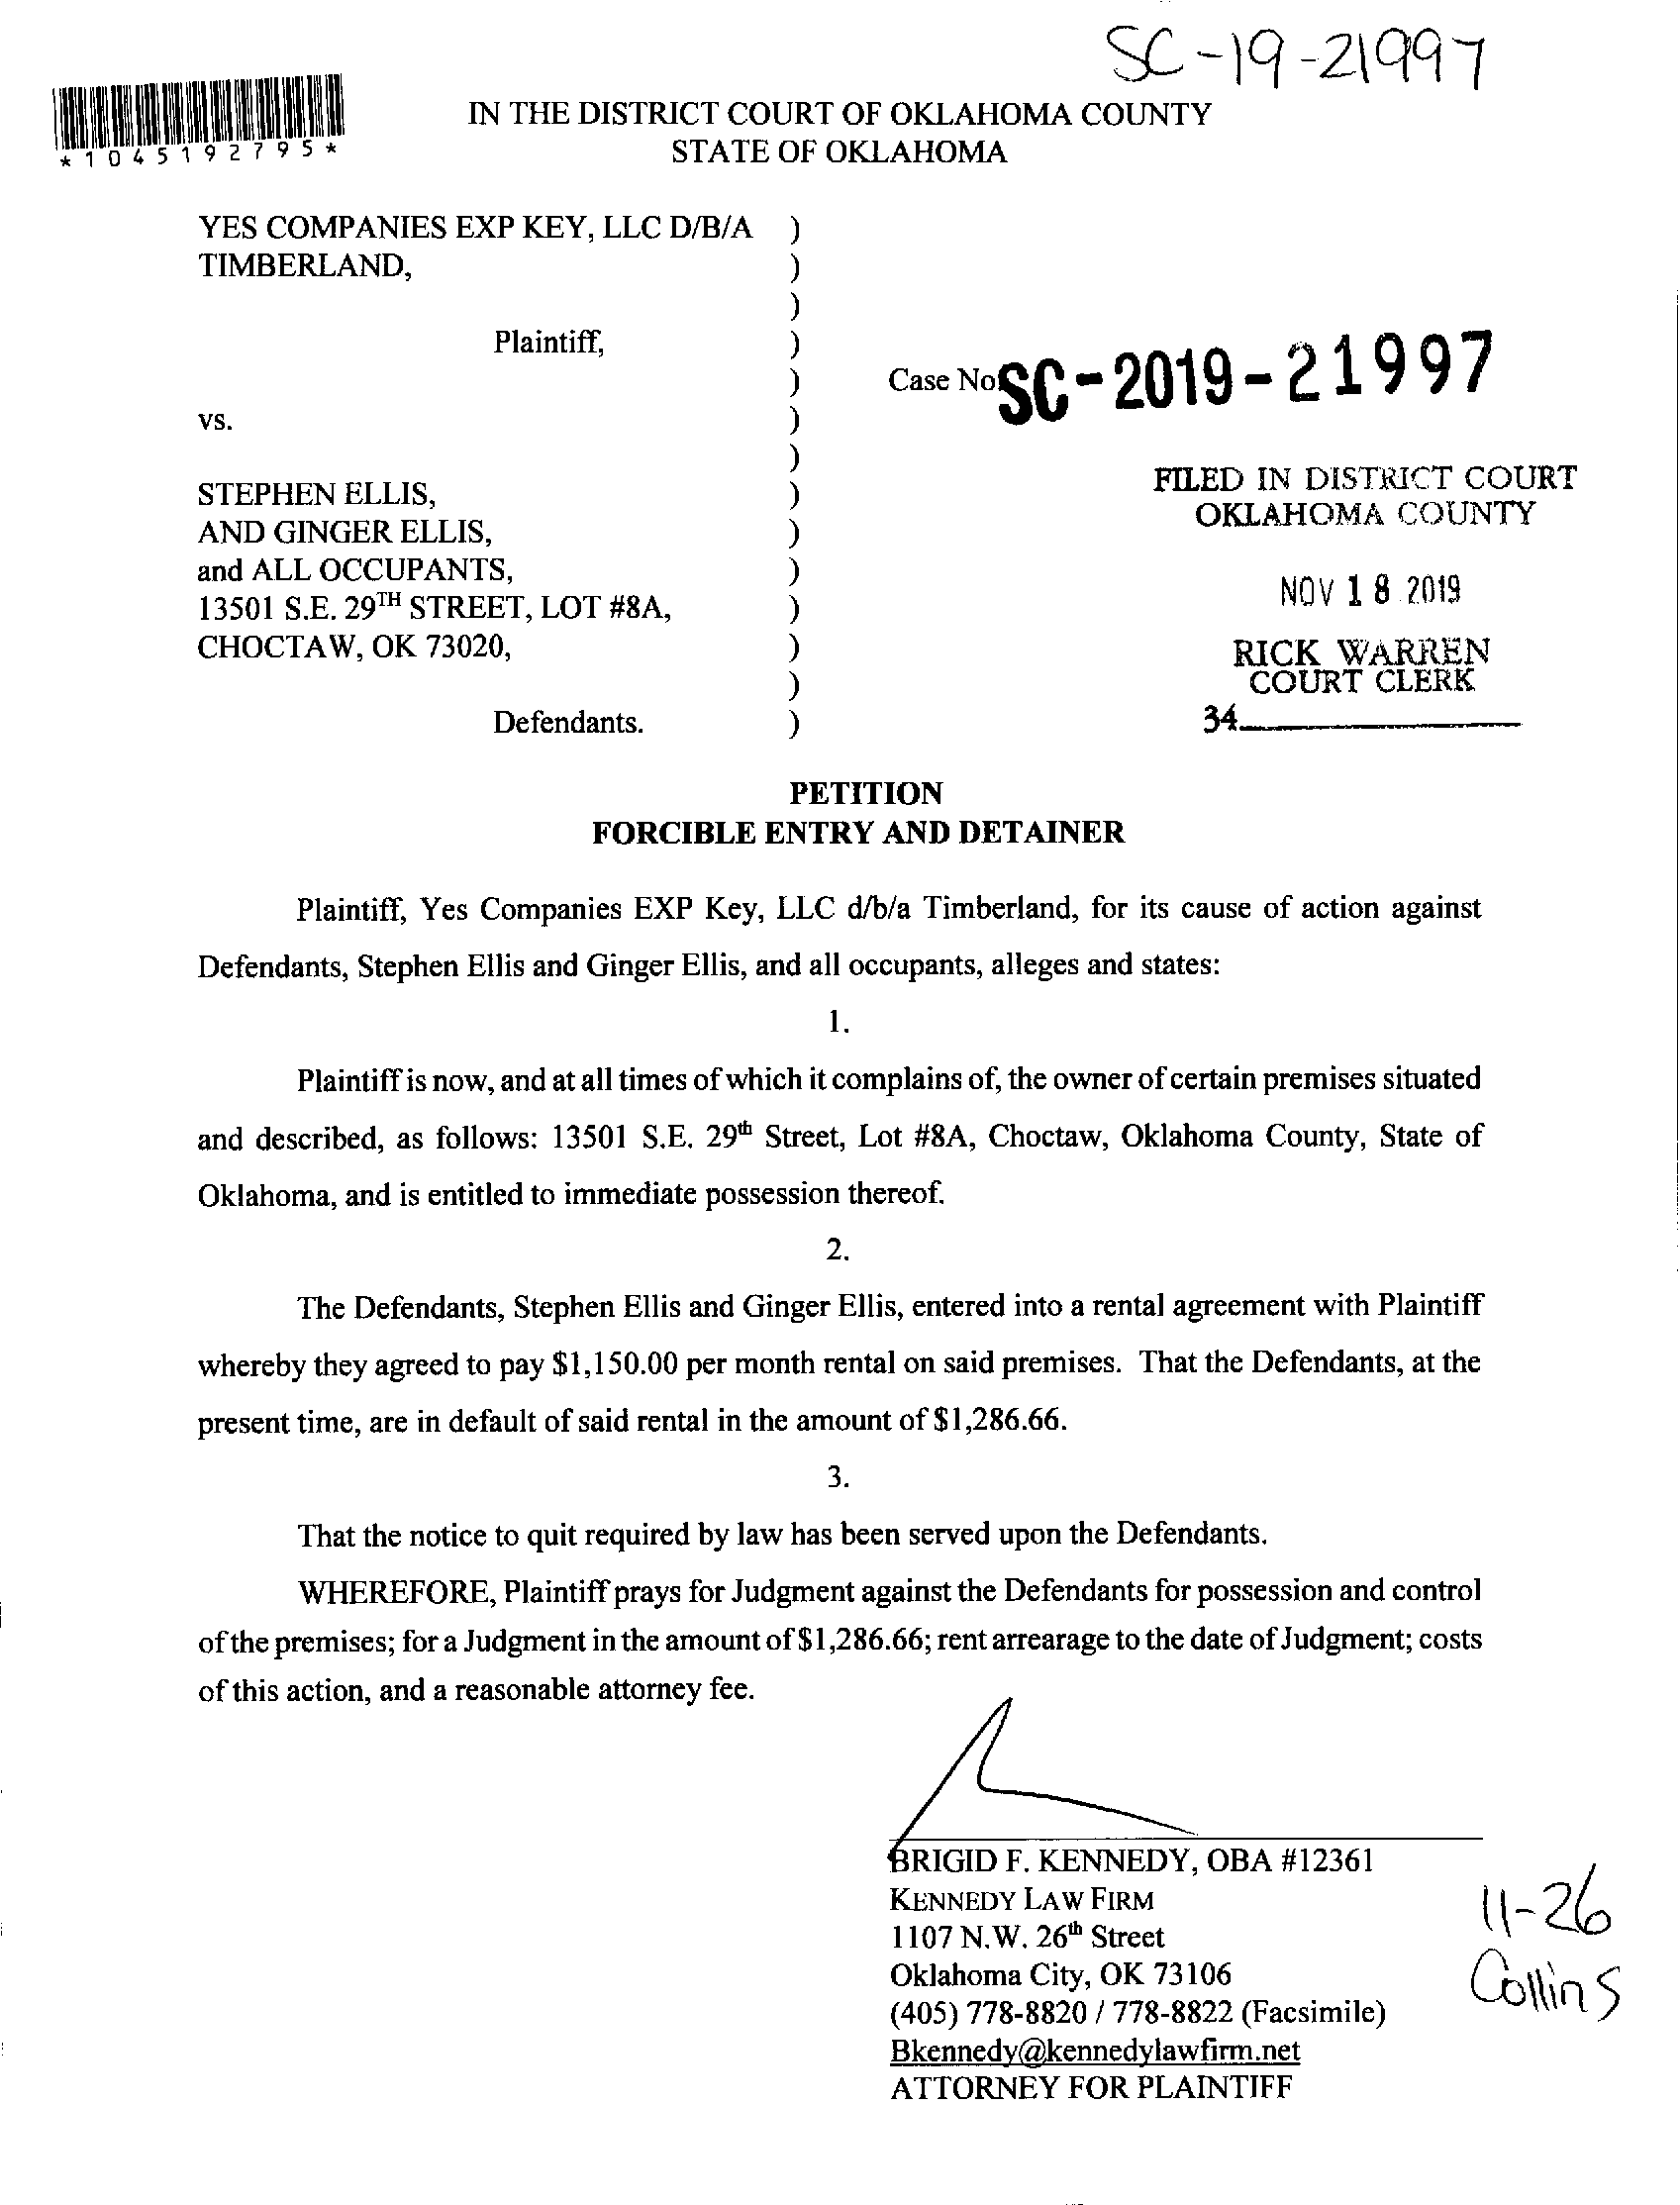 SC-19-21997
*1045192795*
IN THE DISTRICT COURT OF OKLAHOMA COUNTY
STATE OF OKLAHOMA
YES COMPANIES EXP KEY, LLC D/B/A )
TIMBERLAND, )
)
Plaintiff, )
) Case No SC-2019-21997
vs. )
)
STEPHEN ELLIS, )
AND GINGER ELLIS, )
and ALL OCCUPANTS, )
13501 S.E. 29TH STREET, LOT #8A, )
CHOCTAW, OK 73020, )
)
Defendants. )
FILED IN DISTRICT COURT
OKLAHOMA COUNTY
NOV 18 2019
RICK WARREN
COURT CLERK
34
PETITION
FORCIBLE ENTRY AND DETAINER
Plaintiff, Yes Companies EXP Key, LLC d/b/a Timberland, for its cause of action against
Defendants, Stephen Ellis and Ginger Ellis, and all occupants, alleges and states:
1.
Plaintiff is now, and at all times of which it complains of, the owner of certain premises situated
and described, as follows: 13501 S.E. 29th Street, Lot #8A, Choctaw, Oklahoma County, State of
Oklahoma, and is entitled to immediate possession thereof.
2.
The Defendants, Stephen Ellis and Ginger Ellis, entered into a rental agreement with Plaintiff
whereby they agreed to pay $1,150.00 per month rental on said premises. That the Defendants, at the
present time, are in default of said rental in the amount of $1,286.66.
3.
That the notice to quit required by law has been served upon the Defendants.
WHEREFORE, Plaintiff prays for Judgment against the Defendants for possession and control
of the premises; for a Judgment in the amount of $1,286.66; rent arrearage to the date of Judgment; costs
of this action, and a reasonable attorney fee.
BRIGID F. KENNEDY, OBA #12361
KENNEDY LAW FIRM
1107 N.W. 26th Street
Oklahoma City, OK 73106
(405) 778-8820 / 778-8822 (Facsimile)
Bkennedy@kennedylawfirm.net
ATTORNEY FOR PLAINTIFF
11-26
Collins